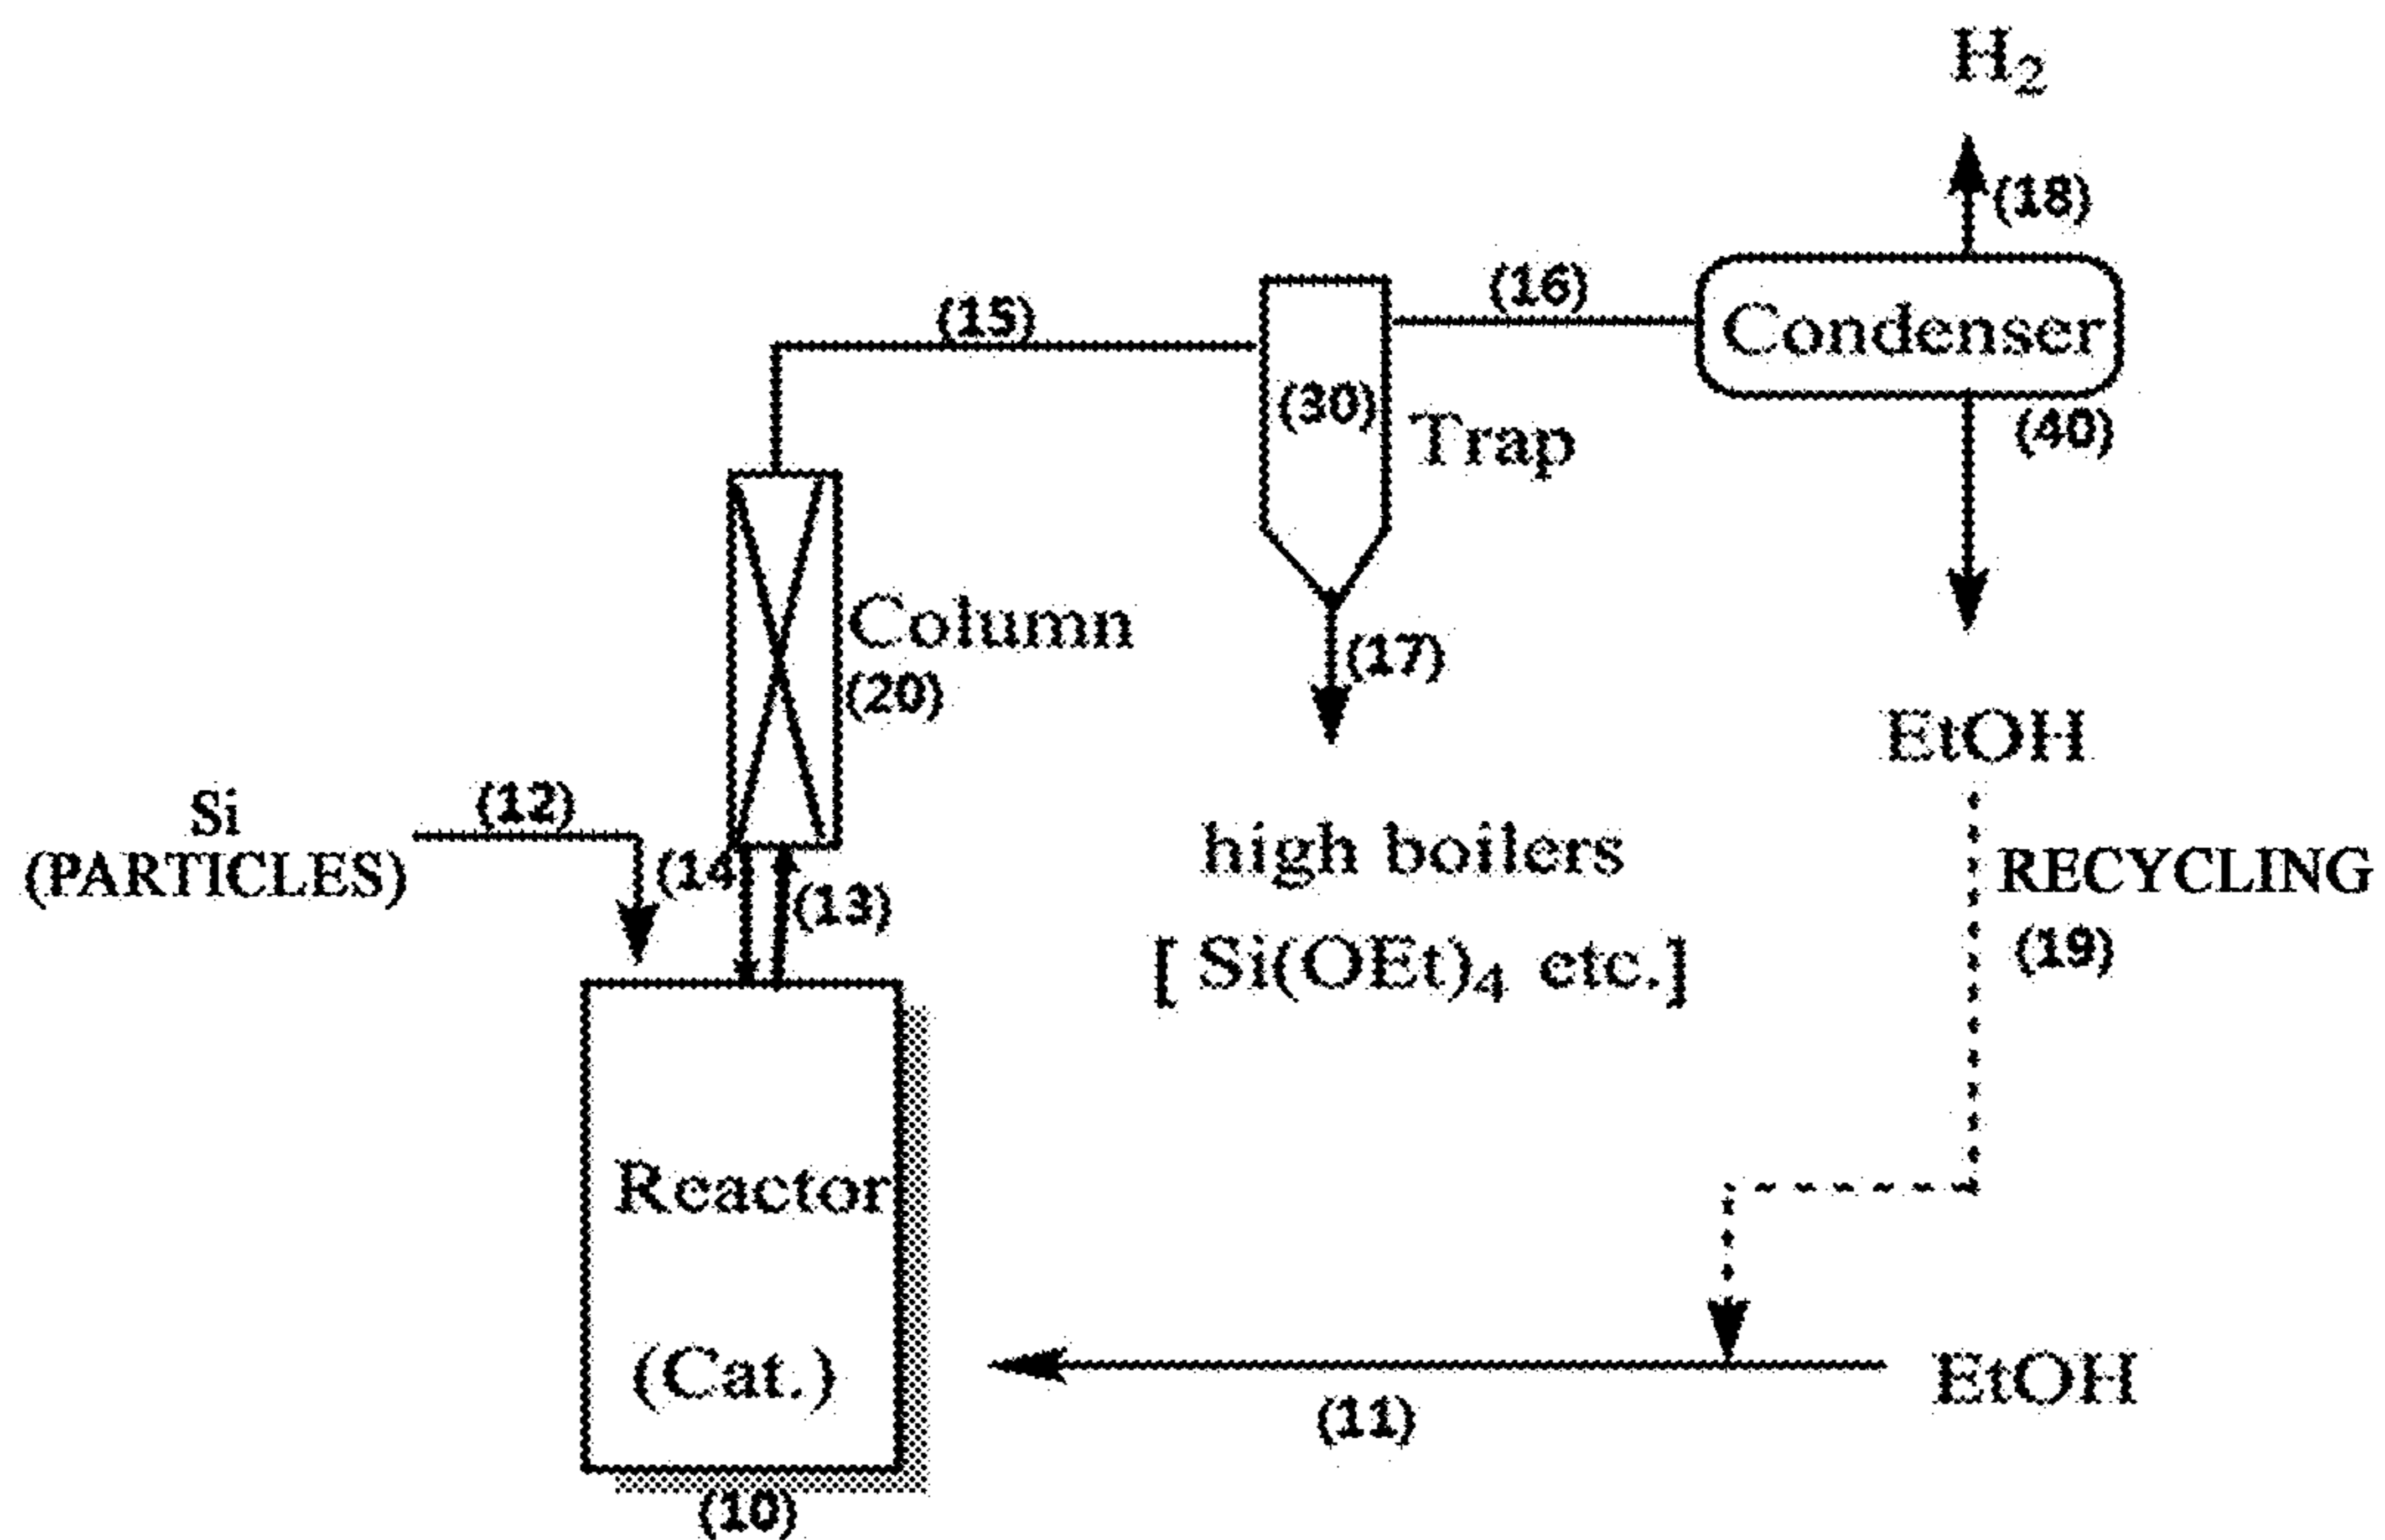 H₂
(18)
(16)
(15)
Condenser
(30)
Trap
(40)
Column
(17)
(20)
EtOH
Si
(12)
(PARTICLES)
(14
(13)
high boilers
RECYCLING
[ Si(OEt)₄ etc.]
(19)
Reactor
(Cat.)
EtOH
(11)
(10)